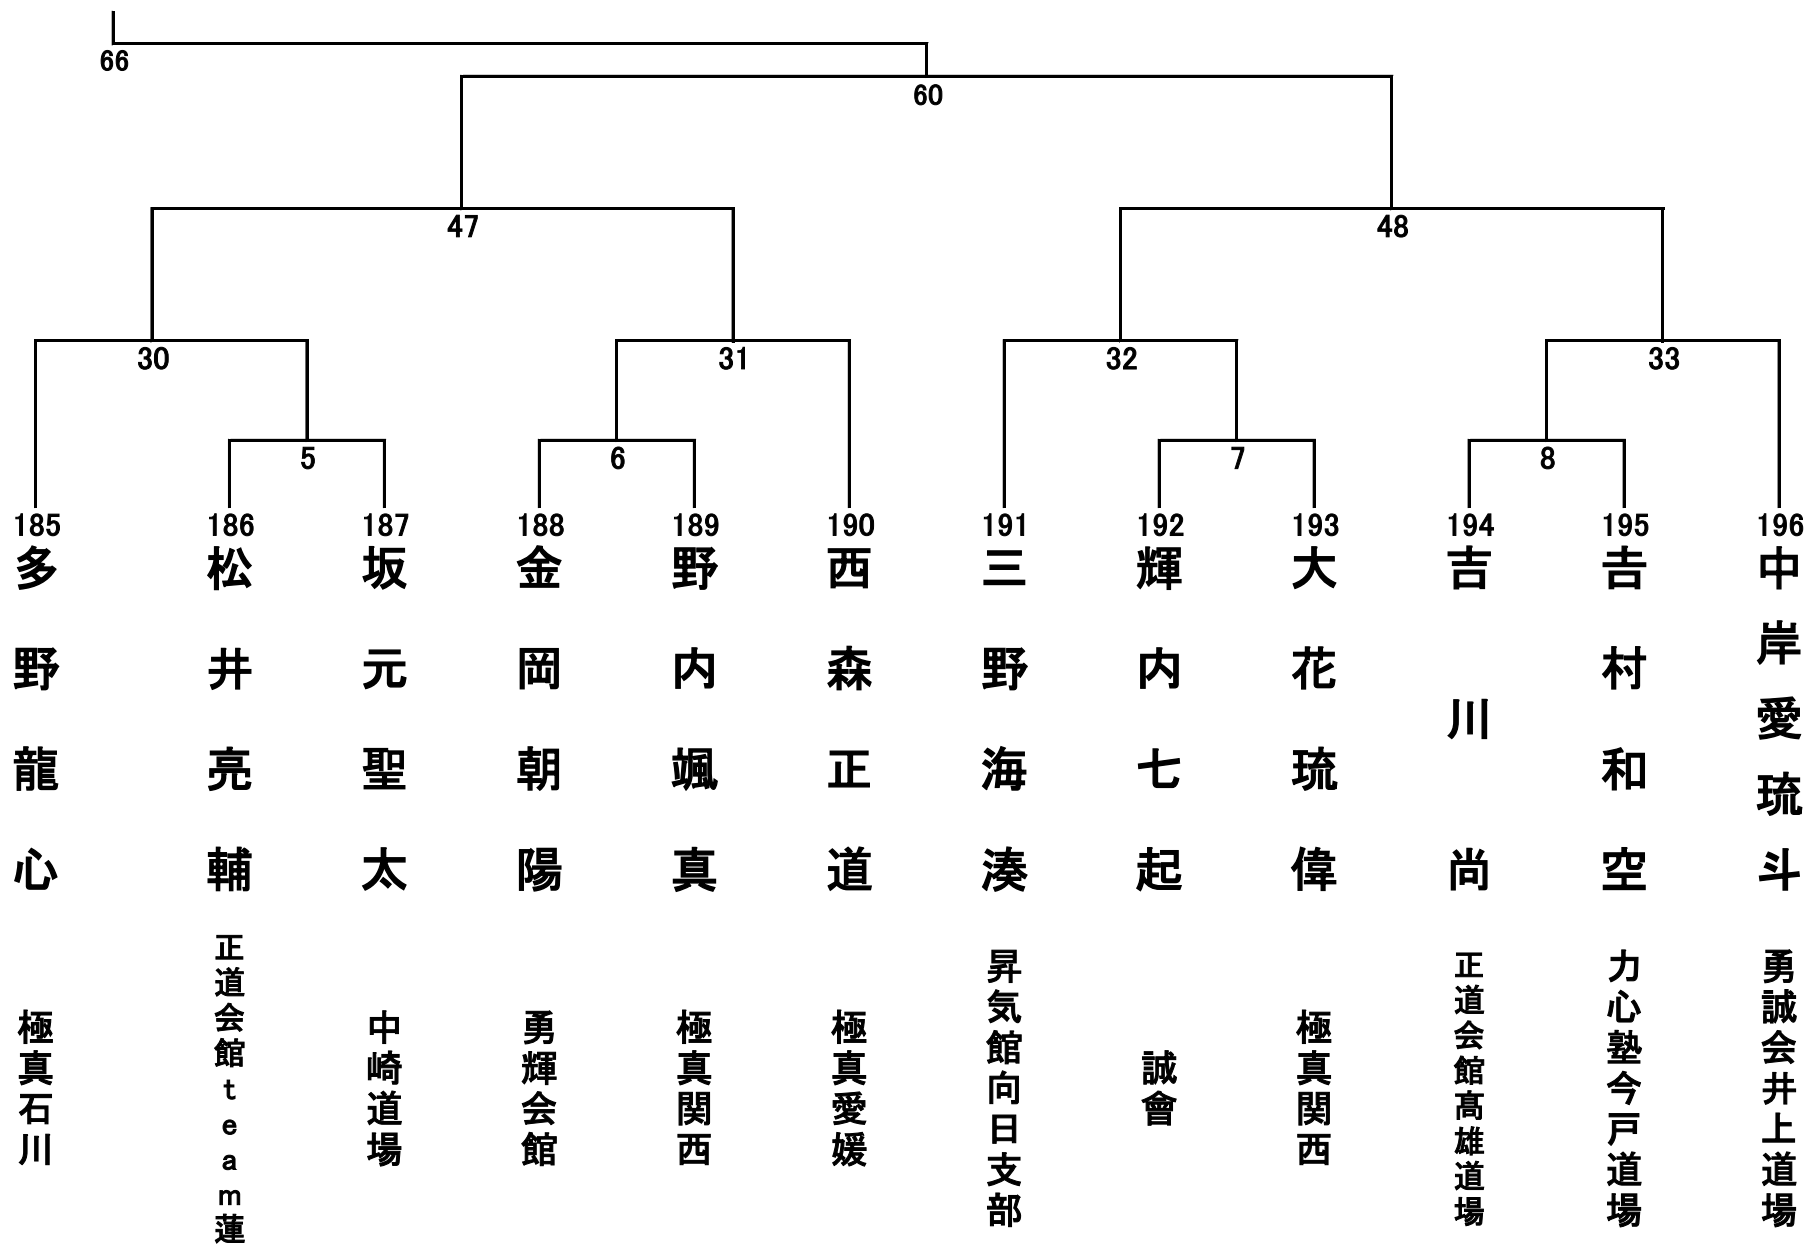 66
60
47
48
30
31
32
33
5
6
7
8
185
186
187
188
189
190
191
192
193
194
195
196
多野龍心
松井亮輔
坂元聖太
金岡朝陽
野内颯真
西森正道
三野海湊
輝内七起
大花琉偉
吉川尚
𠮷村和空
中岸愛琉斗
極真石川
正道会館ｔｅａｍ蓮
中崎道場
勇輝会館
極真関西
極真愛媛
昇気館向日支部
誠會
極真関西
正道会館髙雄道場
力心塾今戸道場
勇誠会井上道場